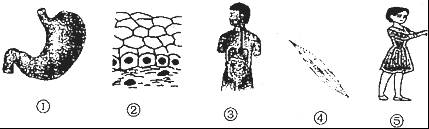 ① ② ③ ④ ⑤